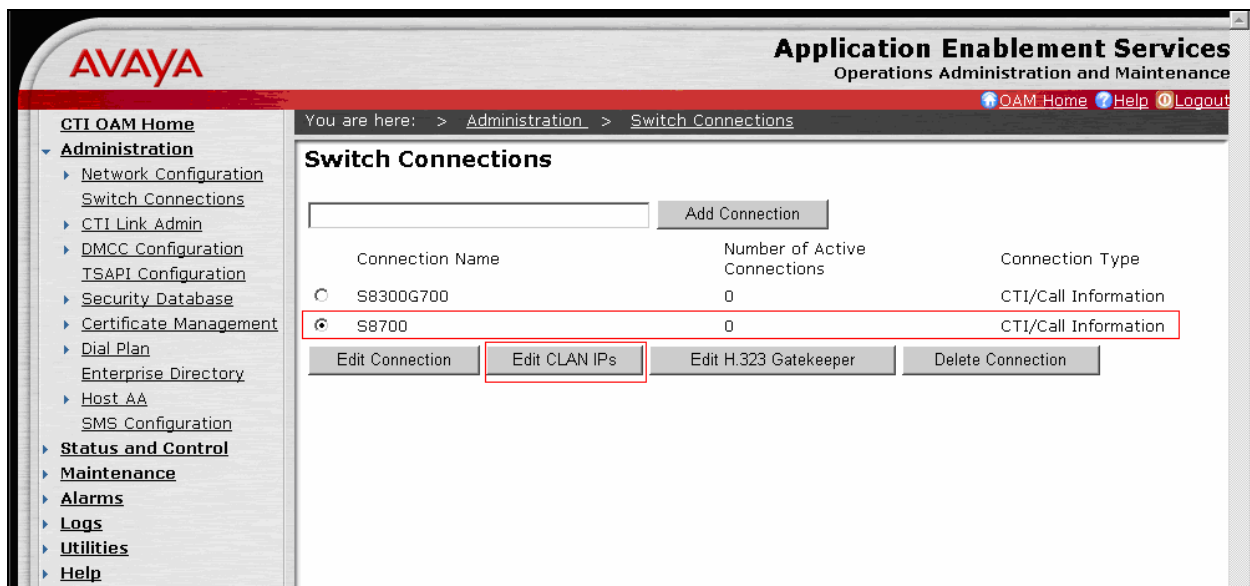 AVAYA
Application Enablement Services
Operations Administration and Maintenance
OAM Home Help Logout
CTI OAM Home
Administration
Network Configuration
Switch Connections
CTI Link Admin
DMCC Configuration
TSAPI Configuration
Security Database
Certificate Management
Dial Plan
Enterprise Directory
Host AA
SMS Configuration
Status and Control
Maintenance
Alarms
Logs
Utilities
Help
You are here: > Administration > Switch Connections
Switch Connections
Add Connection
Connection Name Number of Active Connections Connection Type
S8300G700 0 CTI/Call Information
S8700 0 CTI/Call Information
Edit Connection Edit CLAN IPs Edit H.323 Gatekeeper Delete Connection